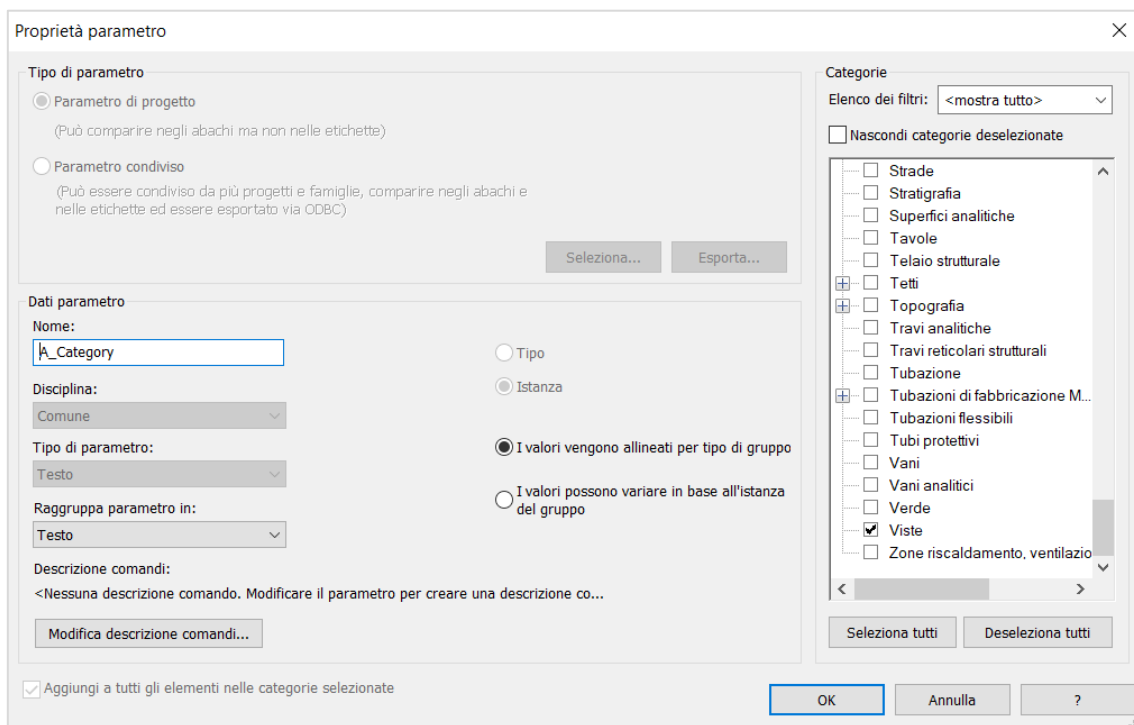 Proprietà parametro
Tipo di parametro
Parametro di progetto
(Può comparire negli abachi ma non nelle etichette)
Parametro condiviso
(Può essere condiviso da più progetti e famiglie, comparire negli abachi e
nelle etichette ed essere esportato via ODBC)
Seleziona...
Esporta...
Dati parametro
Nome:
A_Category
Disciplina:
Comune
Tipo di parametro:
Testo
Raggruppa parametro in:
Testo
Tipo
Istanza
I valori vengono allineati per tipo di gruppo
I valori possono variare in base all'istanza
del gruppo
Descrizione comandi:
<Nessuna descrizione comando. Modificare il parametro per creare una descrizione co...
Modifica descrizione comandi...
Aggiungi a tutti gli elementi nelle categorie selezionate
Categorie
Elenco dei filtri:
<mostra tutto>
Nascondi categorie deselezionate
Strade
Stratigrafia
Superfici analitiche
Tavole
Telaio strutturale
Tetti
Topografia
Travi analitiche
Travi reticolari strutturali
Tubazione
Tubazioni di fabbricazione M...
Tubazioni flessibili
Tubi protettivi
Vani
Vani analitici
Verde
Viste
Zone riscaldamento, ventilazio
Seleziona tutti
Deseleziona tutti
OK
Annulla
?